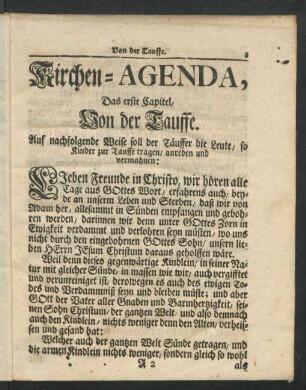 Von der Tauffe. 3
Kirchen-AGENDA,
Das erste Capitel/
Von der Tauffe.
Auf nachfolgende Weise soll der Täuffer die Leute/ so
Kinder zur Tauffe tragen/ anreden und
vermahnen:
LIeben Freunde in Christo, wir hören alle
Tage aus GOttes Wort, erfahrens auch, bey-
de an unserm Leben und Sterben, daß wir von
Adam her, allesammt in Sünden empfangen und geboh-
ren werden, darinnen wir denn unter GOttes Zorn in
Ewigkeit verdammt und verlohren seyn müsten, wo uns
nicht durch den eingebohrnen GOttes Sohn, unsern lie-
ben HErrn JEsum Christum daraus geholffen wäre.
Weil denn dieses gegenwärtige Kindlein, in seiner Na-
tur mit gleicher Sünde, in massen wie wir, auch vergifftet
und verunreiniget ist, derowegen es auch des ewigen To-
des und Verdammniß seyn und bleiben müste; und aber
GOtt der Vater aller Gnaden und Barmhertzigkeit, sei-
nen Sohn Christum, der gantzen Welt, und also demnach
auch den Kindlein, nichts weniger denn den Alten, verheis-
sen und gesand hat:
Welcher auch der gantzen Welt Sünde getragen, und
die armen Kindlein nichts weniger, sondern gleich so wohl
A 2 als